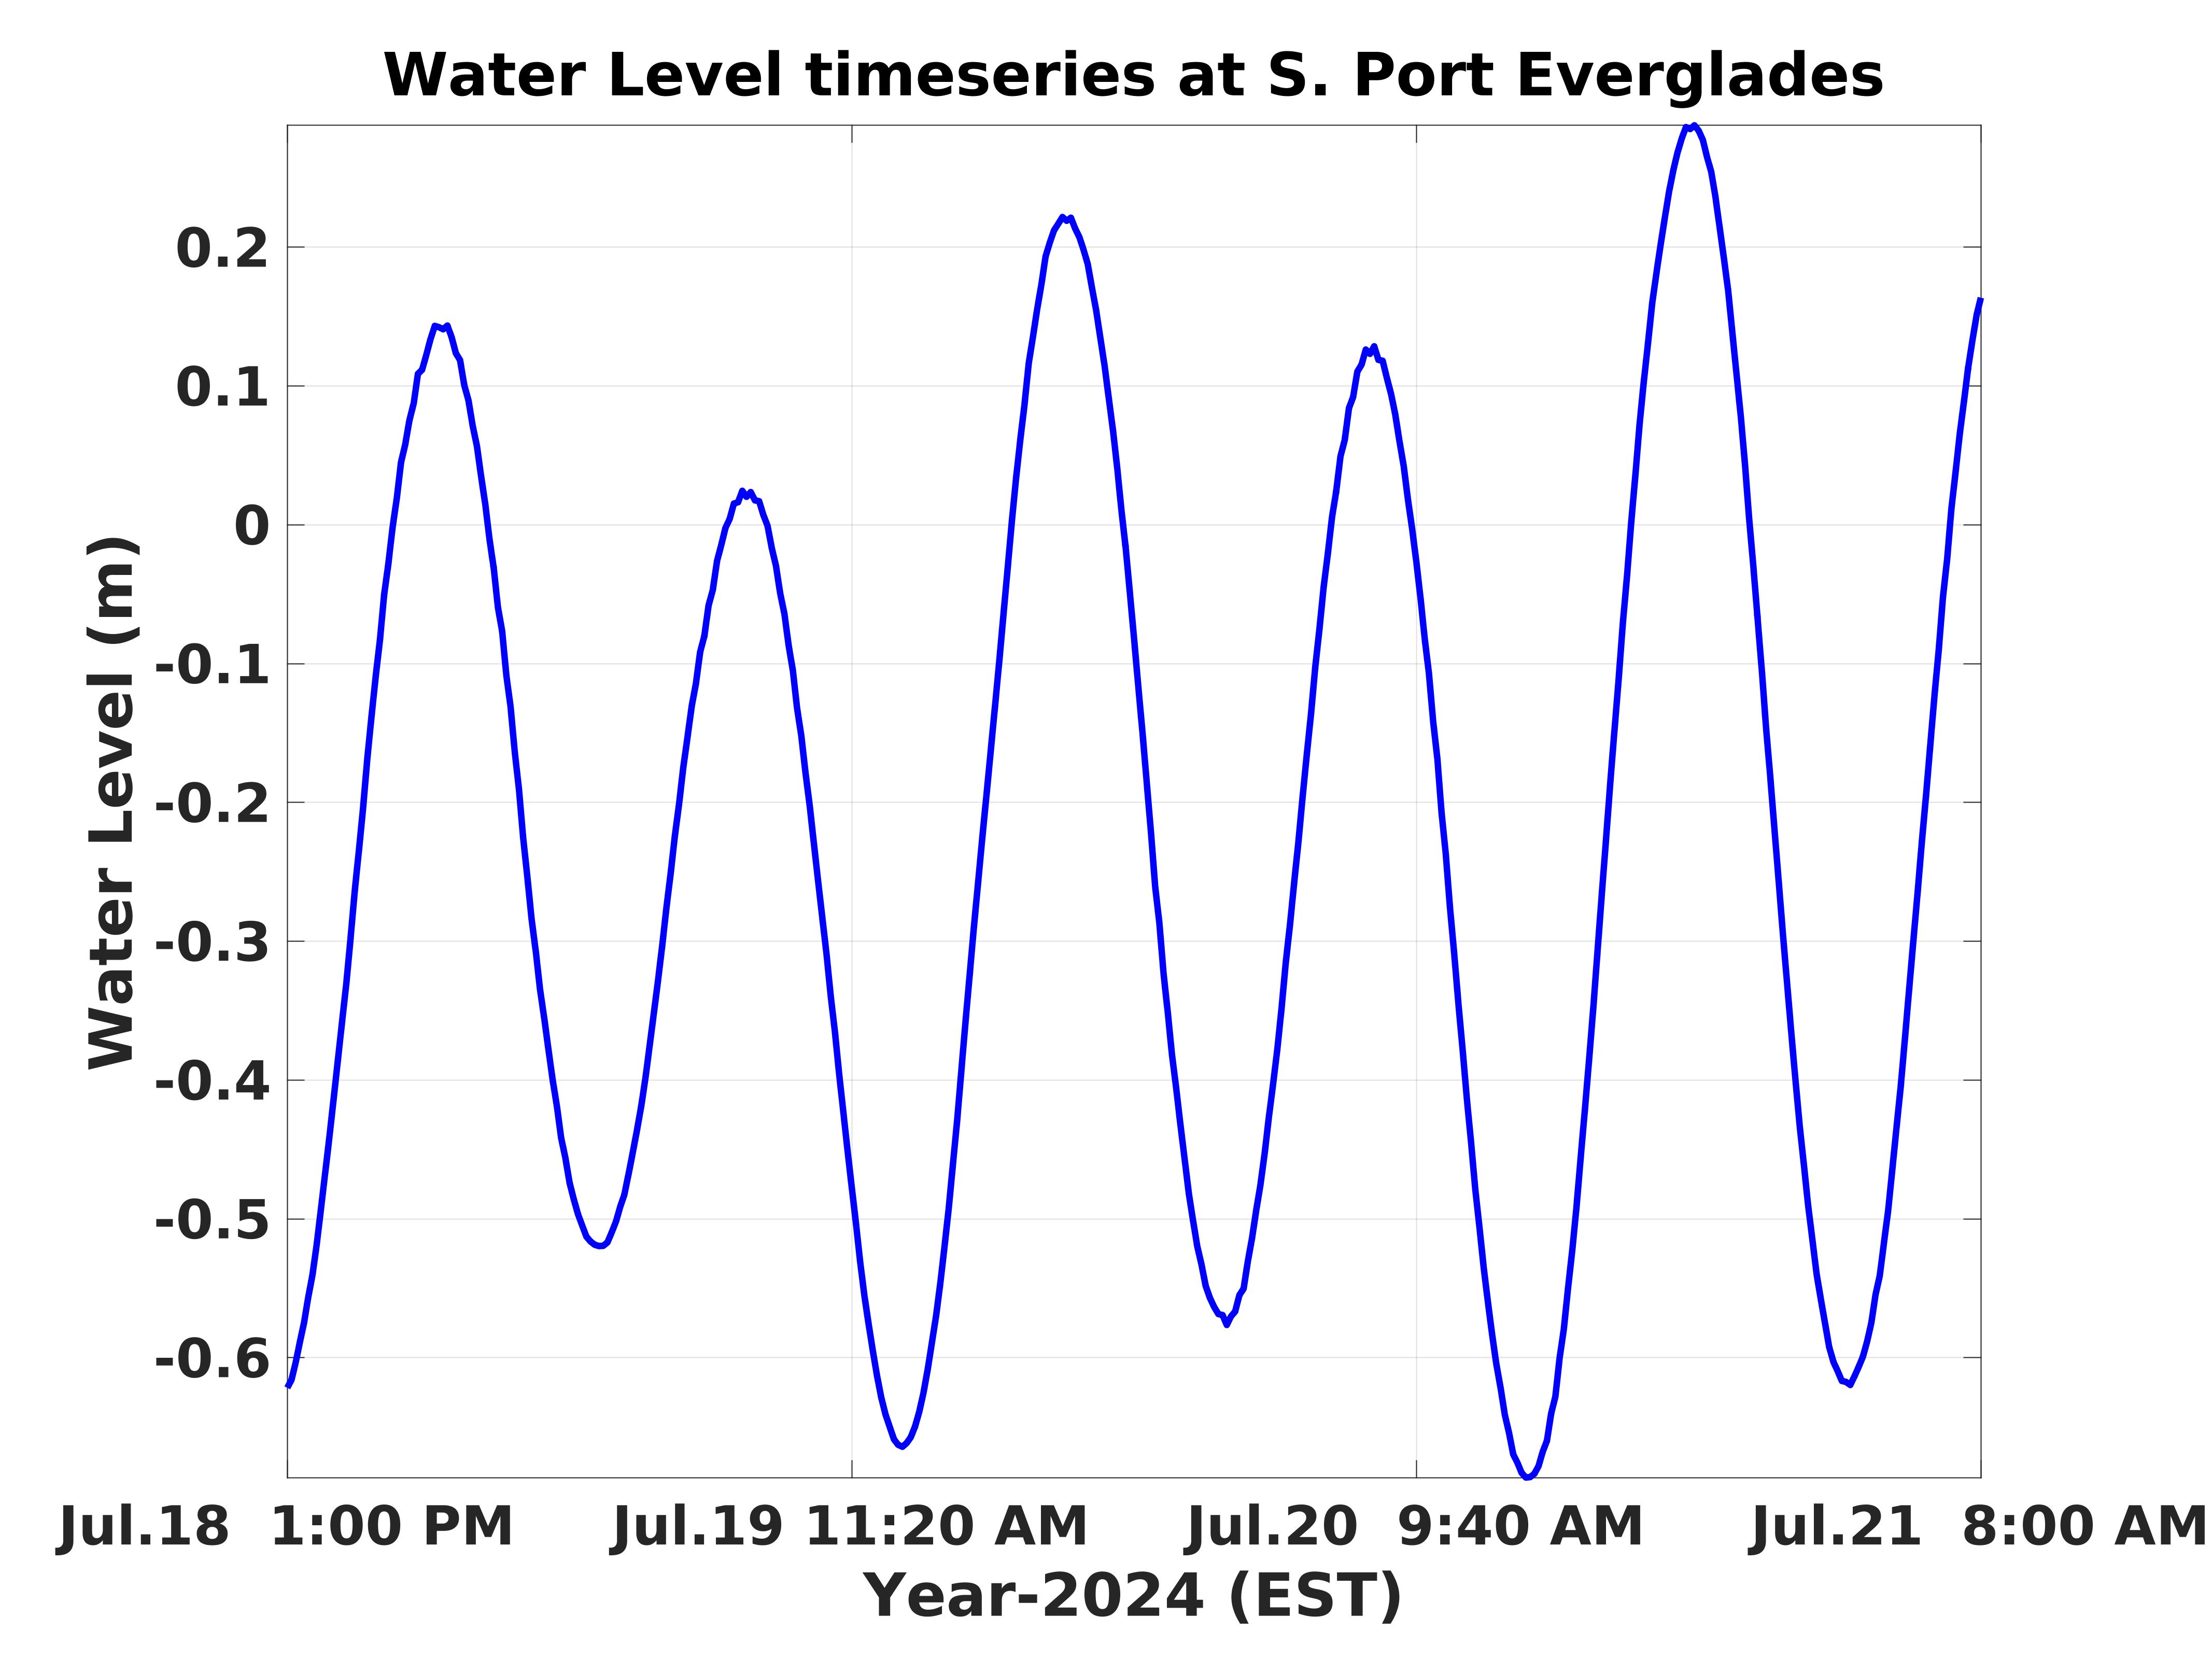 Water Level timeseries at S. Port Everglades
Water Level (m)
0.2
0.1
0
-0.1
-0.2
-0.3
-0.4
-0.5
-0.6
Jul.18 1:00 PM Jul.19 11:20 AM Jul.20 9:40 AM Jul.21 8:00 AM
Year-2024 (EST)